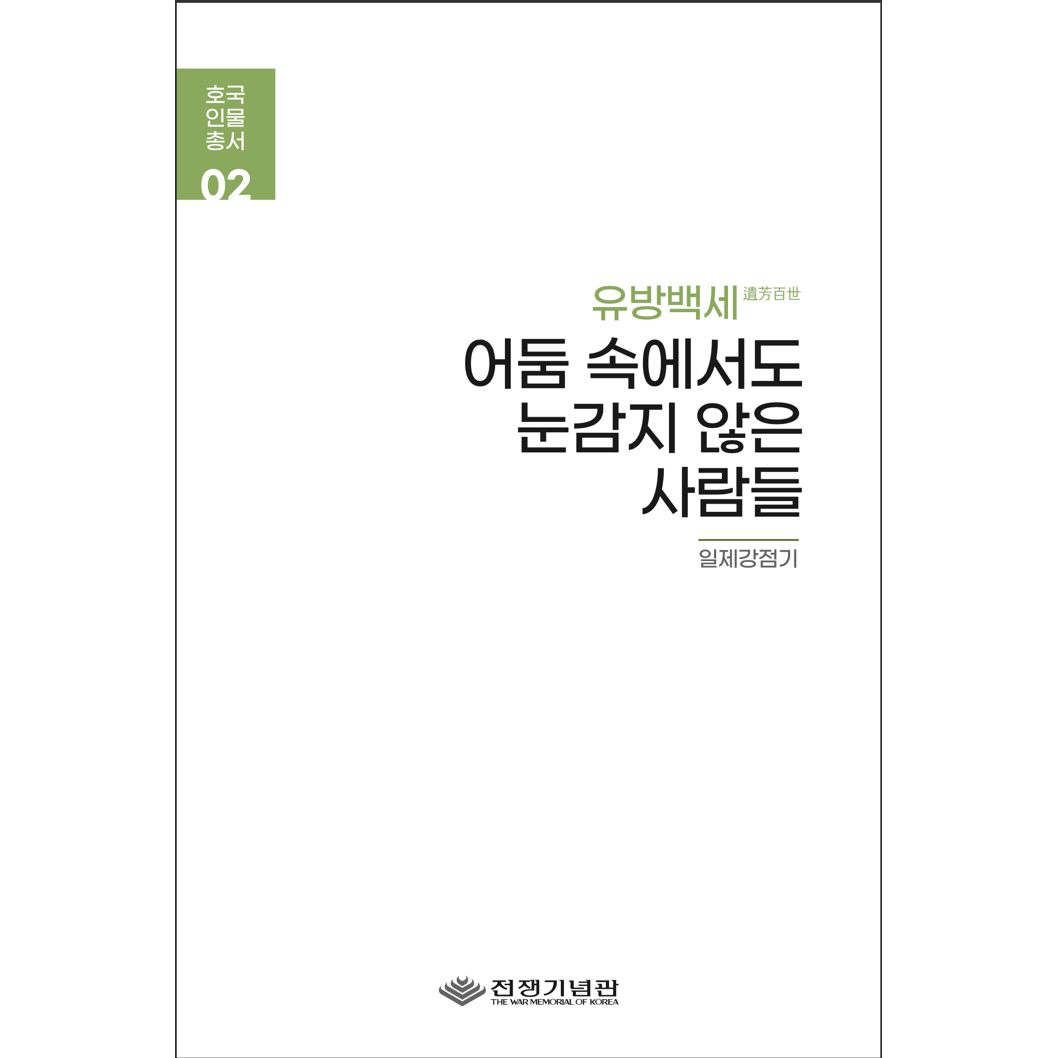 호국
인물
총서
02
유방백세 遺芳百世
어둠 속에서도
눈감지 않은
사람들
일제강점기
전쟁기념관
THE WAR MEMORIAL OF KOREA